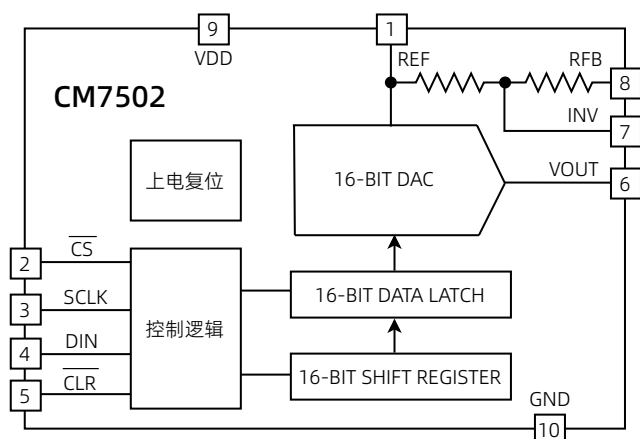 9
1
VDD
REF
RFB
8
CM7502
INV
7
上电复位
16-BIT DAC
VOUT
6
2
CS
3
SCLK
4
DIN
5
CLR
控制逻辑
16-BIT DATA LATCH
16-BIT SHIFT REGISTER
GND
10